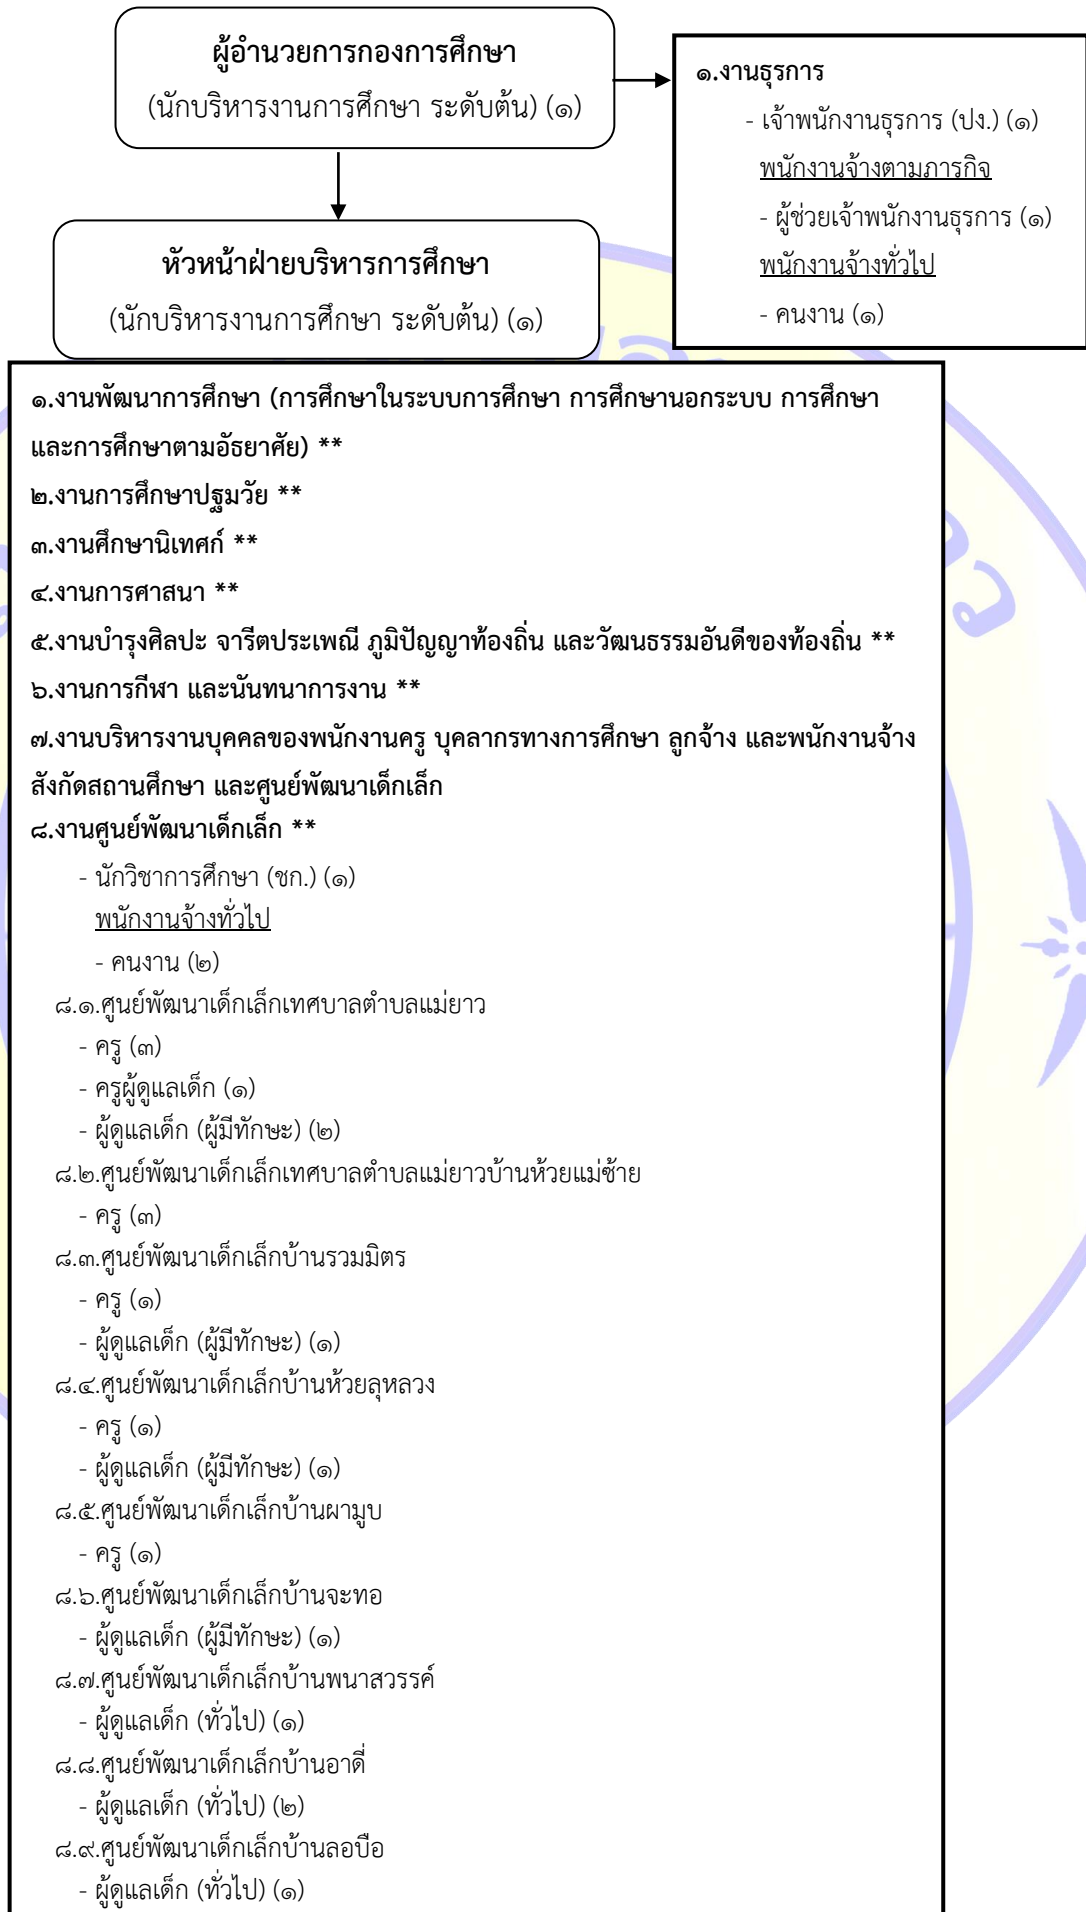 ผู้อำนวยการกองการศึกษา
(นักบริหารงานการศึกษา ระดับต้น) (๑)
๑.งานธุรการ
- เจ้าพนักงานธุรการ (ปง.) (๑)
พนักงานจ้างตามภารกิจ
- ผู้ช่วยเจ้าพนักงานธุรการ (๑)
พนักงานจ้างทั่วไป
- คนงาน (๑)
หัวหน้าฝ่ายบริหารการศึกษา
(นักบริหารงานการศึกษา ระดับต้น) (๑)
๑.งานพัฒนาการศึกษา (การศึกษาในระบบการศึกษา การศึกษานอกระบบ การศึกษา
และการศึกษาตามอัธยาศัย) **
๒.งานการศึกษาปฐมวัย **
๓.งานศึกษานิเทศก์ **
๔.งานการศาสนา **
๕.งานบำรุงศิลปะ จารีตประเพณี ภูมิปัญญาท้องถิ่น และวัฒนธรรมอันดีของท้องถิ่น **
๖.งานการกีฬา และนันทนาการงาน **
๗.งานบริหารงานบุคคลของพนักงานครู บุคลากรทางการศึกษา ลูกจ้าง และพนักงานจ้าง
สังกัดสถานศึกษา และศูนย์พัฒนาเด็กเล็ก
๘.งานศูนย์พัฒนาเด็กเล็ก **
- นักวิชาการศึกษา (ชก.) (๑)
พนักงานจ้างทั่วไป
- คนงาน (๒)
๘.๑.ศูนย์พัฒนาเด็กเล็กเทศบาลตำบลแม่ยาว
- ครู (๓)
- ครูผู้ดูแลเด็ก (๑)
- ผู้ดูแลเด็ก (ผู้มีทักษะ) (๒)
๘.๒.ศูนย์พัฒนาเด็กเล็กเทศบาลตำบลแม่ยาวบ้านห้วยแม่ซ้าย
- ครู (๓)
๘.๓.ศูนย์พัฒนาเด็กเล็กบ้านรวมมิตร
- ครู (๑)
- ผู้ดูแลเด็ก (ผู้มีทักษะ) (๑)
๘.๔.ศูนย์พัฒนาเด็กเล็กบ้านห้วยลุหลวง
- ครู (๑)
- ผู้ดูแลเด็ก (ผู้มีทักษะ) (๑)
๘.๕.ศูนย์พัฒนาเด็กเล็กบ้านผามูบ
- ครู (๑)
๘.๖.ศูนย์พัฒนาเด็กเล็กบ้านจะทอ
- ผู้ดูแลเด็ก (ผู้มีทักษะ) (๑)
๘.๗.ศูนย์พัฒนาเด็กเล็กบ้านพนาสวรรค์
- ผู้ดูแลเด็ก (ทั่วไป) (๑)
๘.๘.ศูนย์พัฒนาเด็กเล็กบ้านอาดี่
- ผู้ดูแลเด็ก (ทั่วไป) (๒)
๘.๙.ศูนย์พัฒนาเด็กเล็กบ้านลอบือ
- ผู้ดูแลเด็ก (ทั่วไป) (๑)